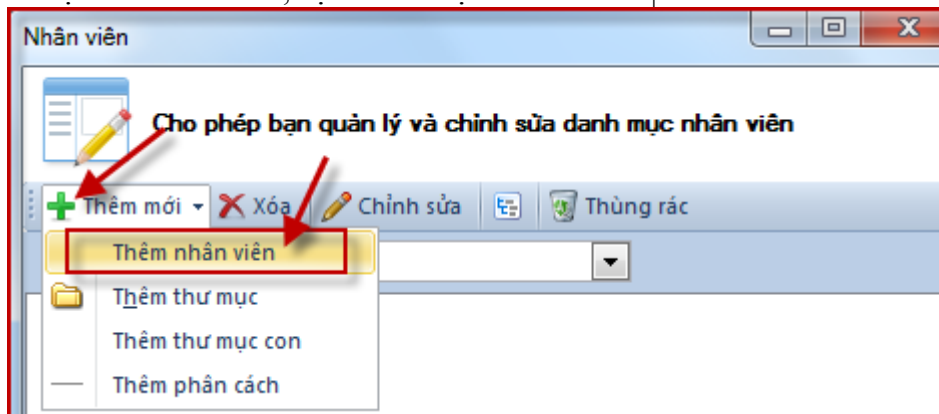 Nhân viên
Cho phép bạn quản lý và chỉnh sửa danh mục nhân viên
Thêm mới Xóa Chỉnh sửa Thùng rác
Thêm nhân viên
Thêm thư mục
Thêm thư mục con
Thêm phân cách